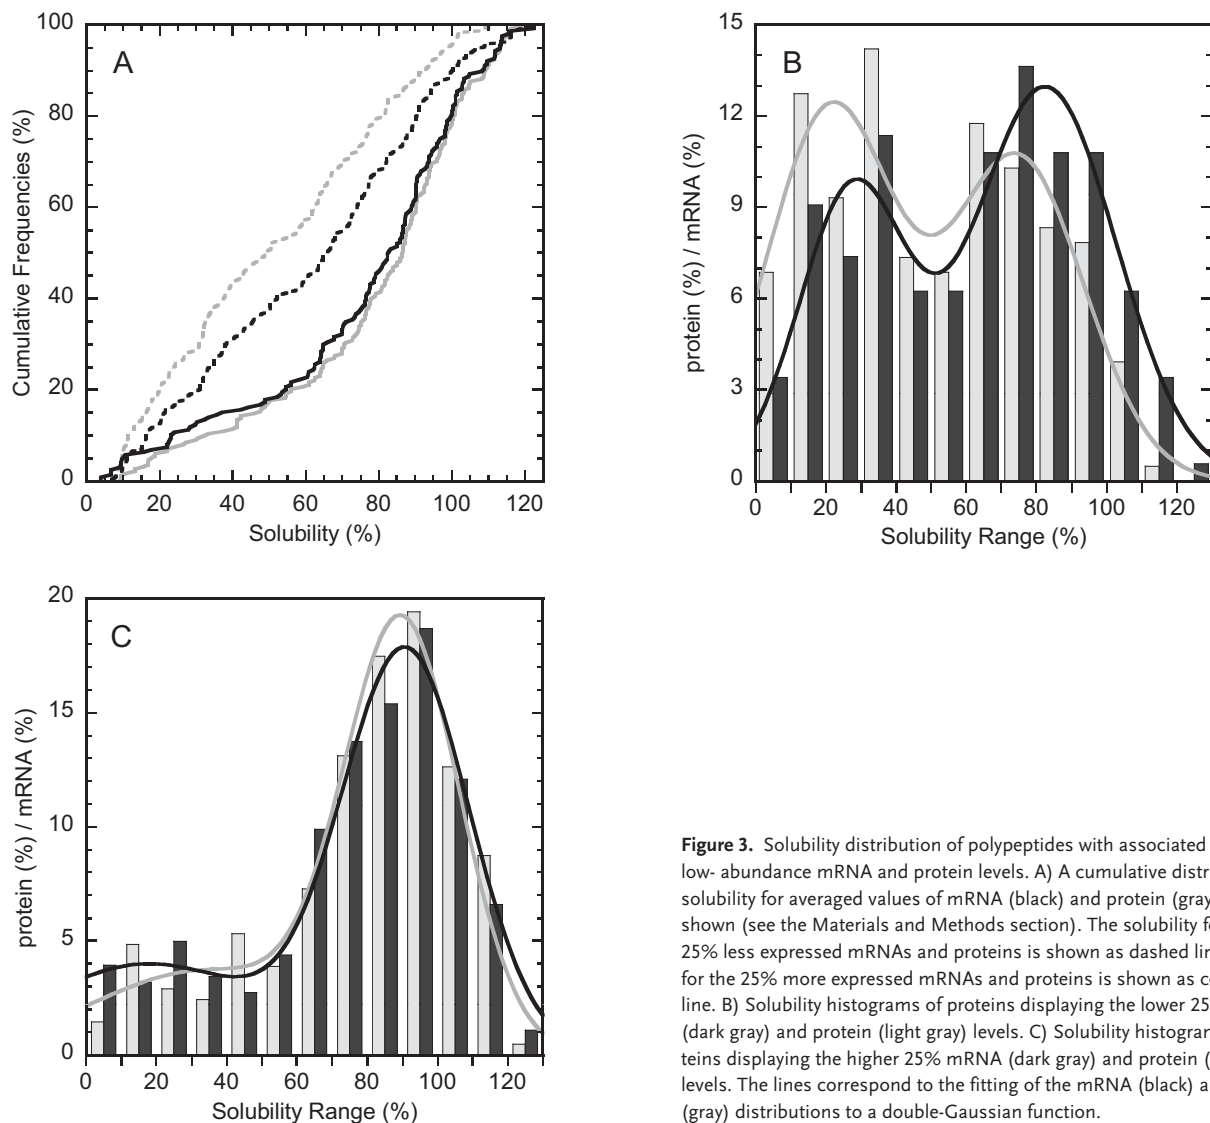 A
100
80
60
40
20
0
Cumulative Frequencies (%)
0 20 40 60 80 100 120
Solubility (%)
B
15
12
9
6
3
0
protein (%) / mRNA (%)
0 20 40 60 80 100 120
Solubility Range (%)
C
20
15
10
5
0
protein (%) / mRNA (%)
0 20 40 60 80 100 120
Solubility Range (%)
Figure 3. Solubility distribution of polypeptides with associated
low- abundance mRNA and protein levels. A) A cumulative distr
solubility for averaged values of mRNA (black) and protein (gray
shown (see the Materials and Methods section). The solubility f
25% less expressed mRNAs and proteins is shown as dashed lin
for the 25% more expressed mRNAs and proteins is shown as c
line. B) Solubility histograms of proteins displaying the lower 25
(dark gray) and protein (light gray) levels. C) Solubility histogran
teins displaying the higher 25% mRNA (dark gray) and protein (
levels. The lines correspond to the fitting of the mRNA (black) a
(gray) distributions to a double-Gaussian function.